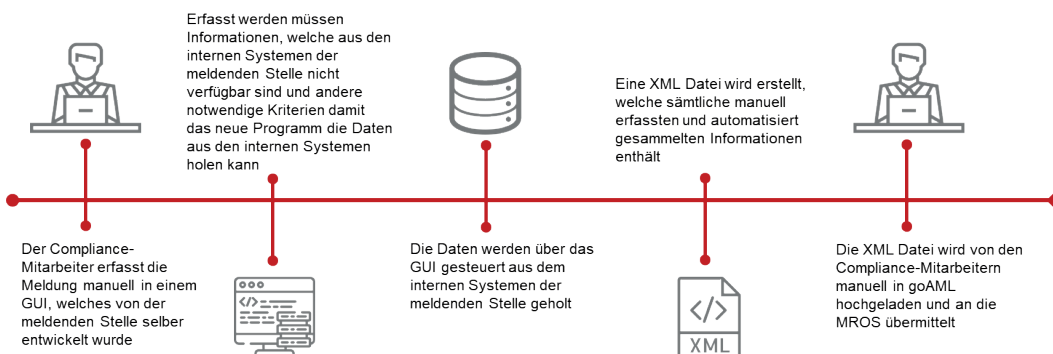 Der Compliance-
Mitarbeiter erfasst die
Meldung manuell in einem
GUI, welches von der
meldenden Stelle selber
entwickelt wurde
Erfasst werden müssen
Informationen, welche aus den
internen Systemen der
meldenden Stelle nicht
verfügbar sind und andere
notwendige Kriterien damit
das neue Programm die Daten
aus den internen Systemen
holen kann
</>
Die Daten werden über das
GUI gesteuert aus dem
internen Systemen der
meldenden Stelle geholt
Eine XML Datei wird erstellt,
welche sämtliche manuell
erfassten und automatisiert
gesammelten Informationen
enthält
</>
XML
Die XML Datei wird von den
Compliance-Mitarbeitern
manuell in goAML
hochgeladen und an die
MROS übermittelt